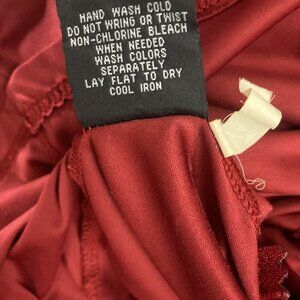 HAND WASH COLD
DO NOT WRING OR TWIST
NON-CHLORINE BLEACH
WHEN NEEDED
WASH COLORS
SEPARATELY
LAY FLAT TO DRY
COOL IRON